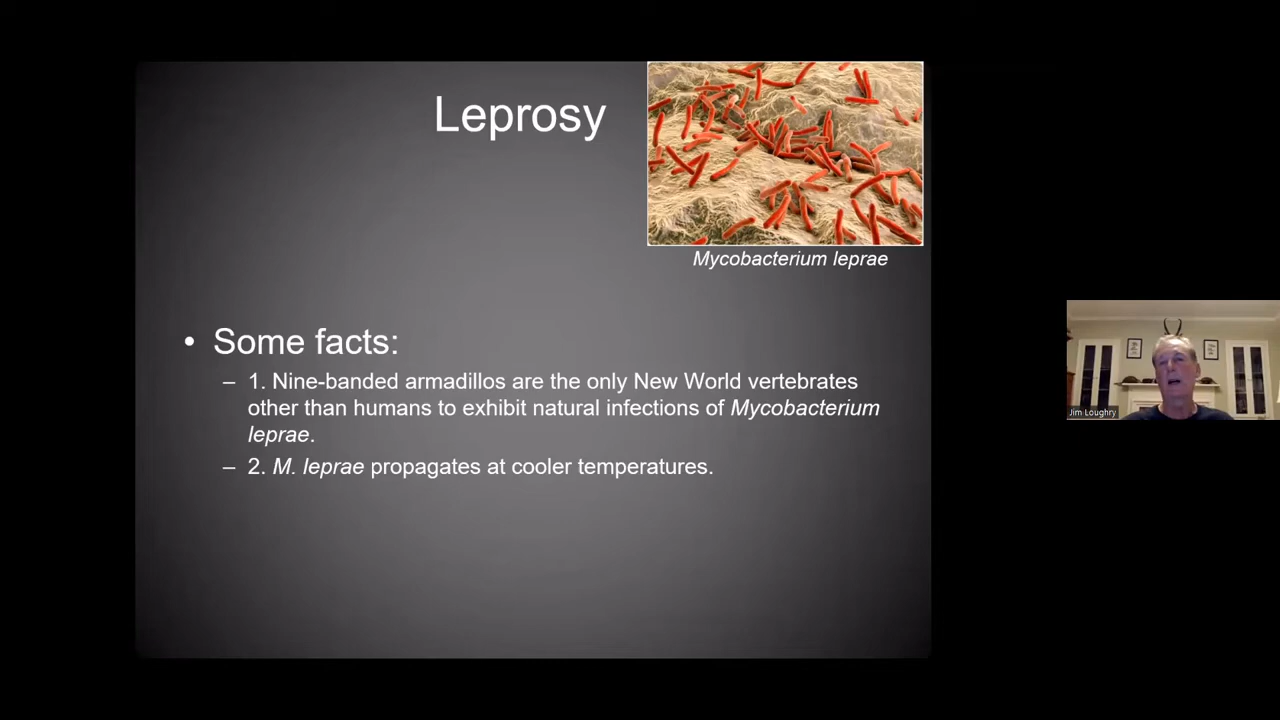 Leprosy
Mycobacterium leprae
• Some facts:
– 1. Nine-banded armadillos are the only New World vertebrates
other than humans to exhibit natural infections of Mycobacterium
leprae.
– 2. M. leprae propagates at cooler temperatures.
Jim Loughry